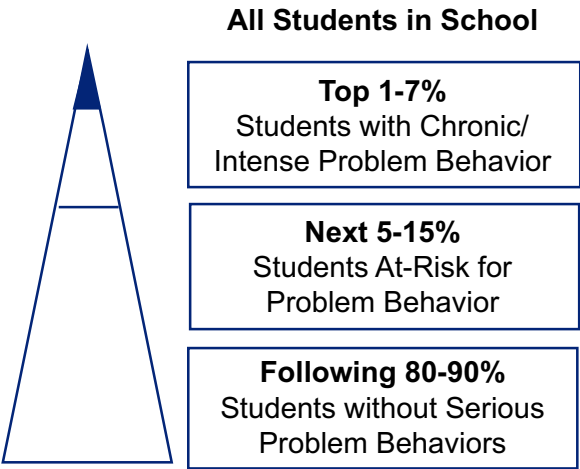 All Students in School
Top 1-7%
Students with Chronic/
Intense Problem Behavior
Next 5-15%
Students At-Risk for
Problem Behavior
Following 80-90%
Students without Serious
Problem Behaviors